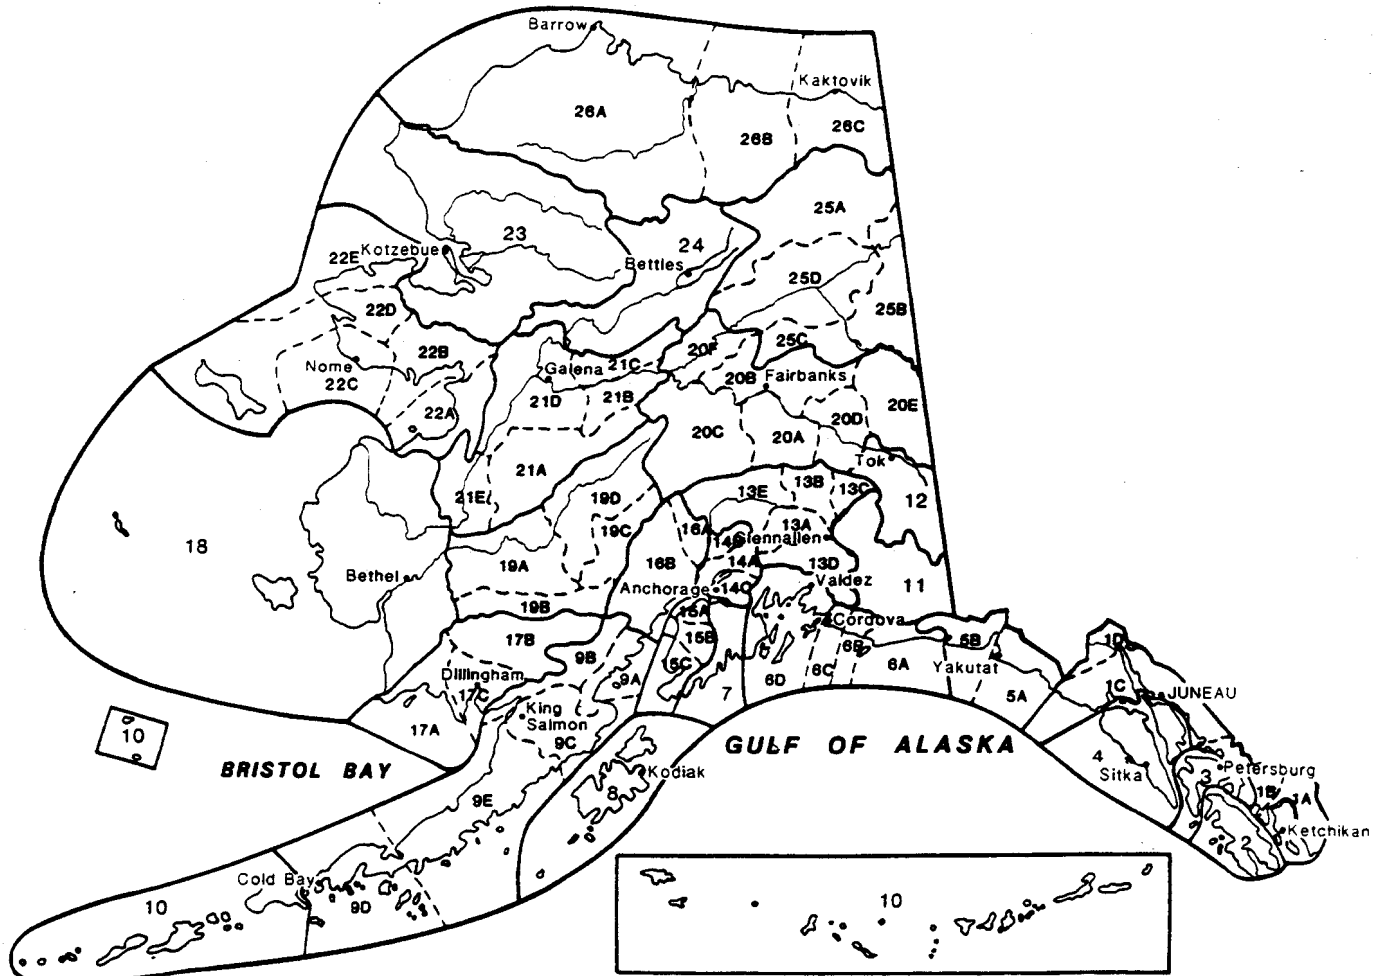 Barrow
Kaktovik
26A
26B
26C
25A
23
24
Kotzebue
22E
Bettles
25D
22D
25B
22B
20F
25C
Nome
22C
Galena
21C
20B
Fairbanks
21D
21B
22A
20D
20E
20C
20A
Tok
21A
21E
19D
13E
13B
13C
12
19C
16A
13A
18
14B
Glennallen
16B
14A
13D
19A
Bethel
Anchorage
14C
Valdez
11
19B
15A
Cordova
17B
15B
6B
5B
1D
9B
15C
6A
Yakutat
Dillingham
17C
9A
6D
6C
1C
JUNEAU
7
5A
King
Salmon
17A
9C
10
GULF OF ALASKA
BRISTOL BAY
4
Sitka
Kodiak
3
Petersburg
8
9E
1B
1A
Ketchikan
2
Cold Bay
10
9D
10